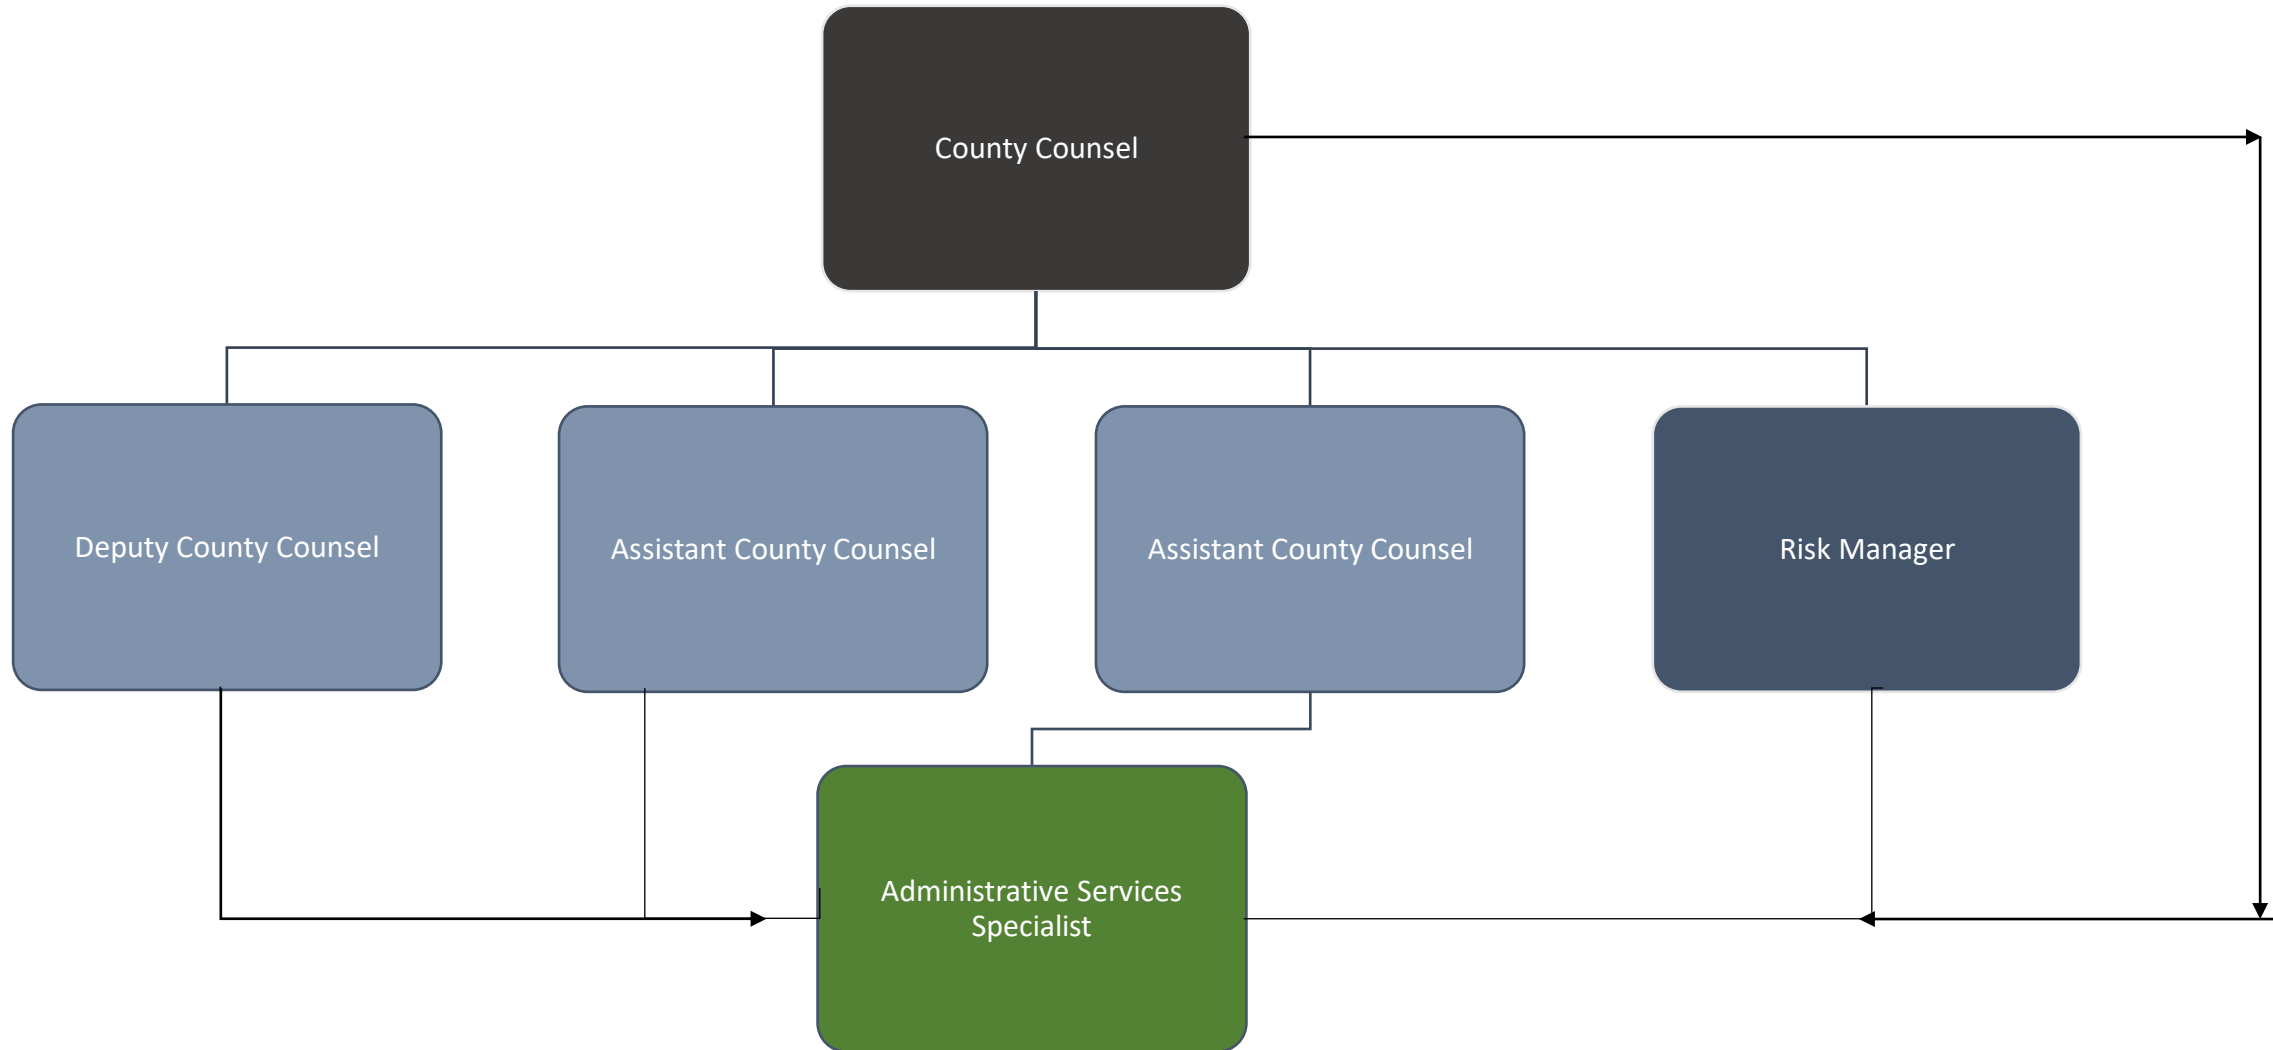 County Counsel
Deputy County Counsel
Assistant County Counsel
Assistant County Counsel
Risk Manager
Administrative Services
Specialist